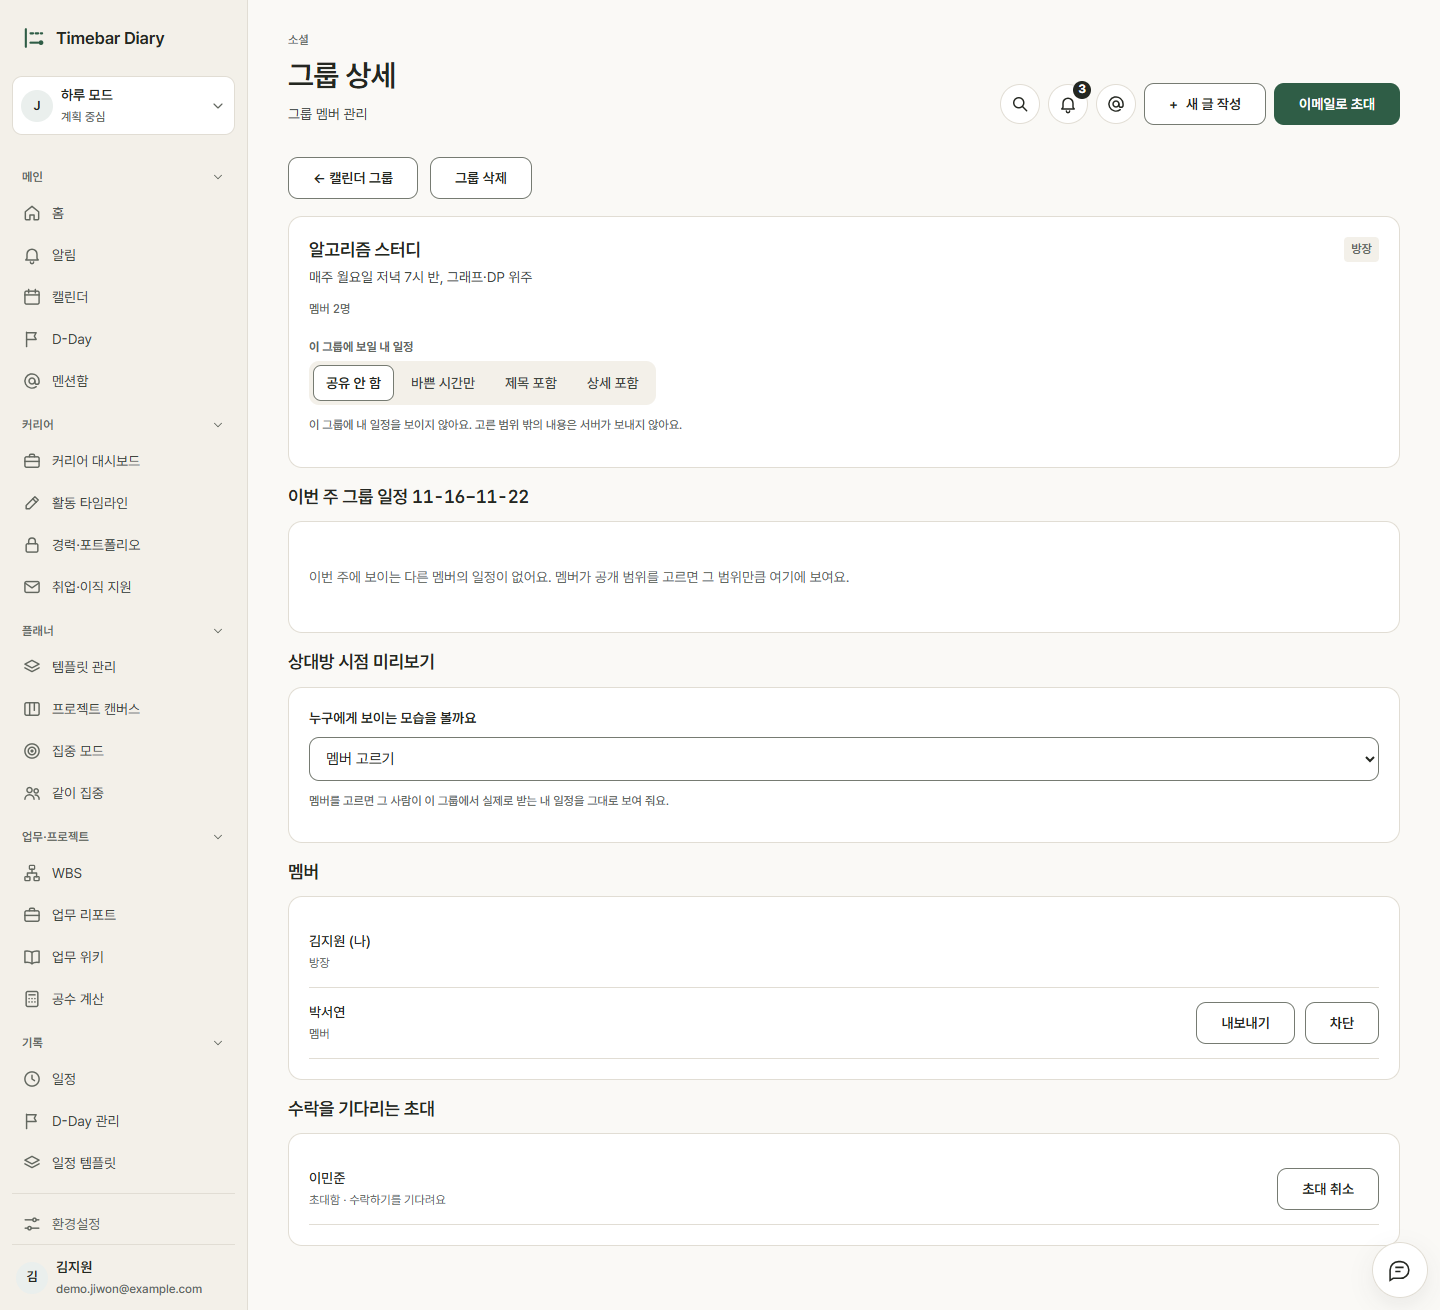 Timebar Diary
J
하루 모드
계획 중심
메인
홈
알림
캘린더
D-Day
멘션함
커리어
커리어 대시보드
활동 타임라인
경력·포트폴리오
취업·이직 지원
플래너
템플릿 관리
프로젝트 캔버스
집중 모드
같이 집중
업무·프로젝트
WBS
업무 리포트
업무 위키
공수 계산
기록
일정
D-Day 관리
일정 템플릿
환경설정
김
김지원
demo.jiwon@example.com
소셜
그룹 상세
그룹 멤버 관리
3
+ 새 글 작성
이메일로 초대
← 캘린더 그룹
그룹 삭제
알고리즘 스터디
방장
매주 월요일 저녁 7시 반, 그래프·DP 위주
멤버 2명
이 그룹에 보일 내 일정
공유 안 함
바쁜 시간만
제목 포함
상세 포함
이 그룹에 내 일정을 보이지 않아요. 고른 범위 밖의 내용은 서버가 보내지 않아요.
이번 주 그룹 일정 11-16–11-22
이번 주에 보이는 다른 멤버의 일정이 없어요. 멤버가 공개 범위를 고르면 그 범위만큼 여기에 보여요.
상대방 시점 미리보기
누구에게 보이는 모습을 볼까요
멤버 고르기
멤버를 고르면 그 사람이 이 그룹에서 실제로 받는 내 일정을 그대로 보여 줘요.
멤버
김지원 (나)
방장
박서연
멤버
내보내기
차단
수락을 기다리는 초대
이민준
초대함 · 수락하기를 기다려요
초대 취소